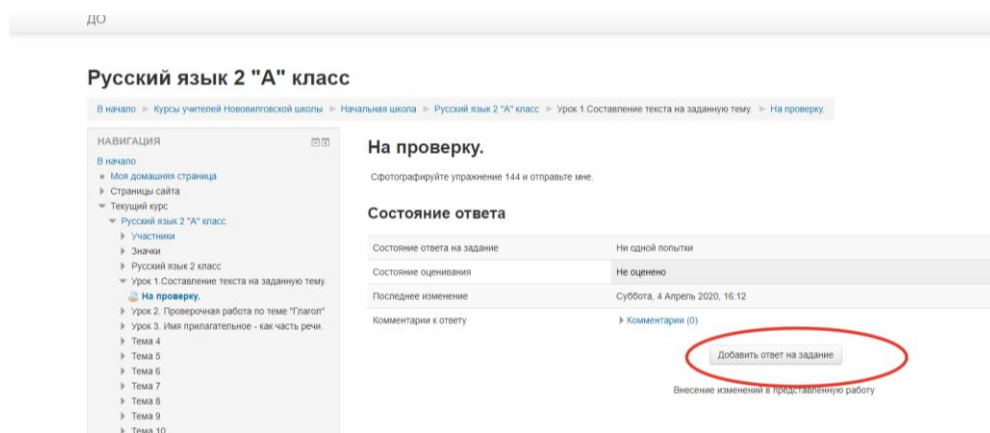 ДО
Русский язык 2 "А" класс
В начало ► Курсы учителей Нововилговской школы ► Начальная школа ► Русский язык 2 "А" класс ► Урок 1.Составление текста на заданную тему. ► На проверку.
НАВИГАЦИЯ
В начало
Моя домашняя страница
Страницы сайта
Текущий курс
Русский язык 2 "А" класс
Участники
Значки
Русский язык 2 класс
Урок 1.Составление текста на заданную тему.
На проверку.
Урок 2. Проверочная работа по теме "Глагол"
Урок 3. Имя прилагательное - как часть речи.
Тема 4
Тема 5
Тема 6
Тема 7
Тема 8
Тема 9
Тема 10
На проверку.
Сфотографируйте упражнение 144 и отправьте мне.
Состояние ответа
Состояние ответа на задание Ни одной попытки
Состояние оценивания Не оценено
Последнее изменение Суббота, 4 Апрель 2020, 16:12
Комментарии к ответу Комментарии (0)
Добавить ответ на задание
Внесение изменений в представленную работу